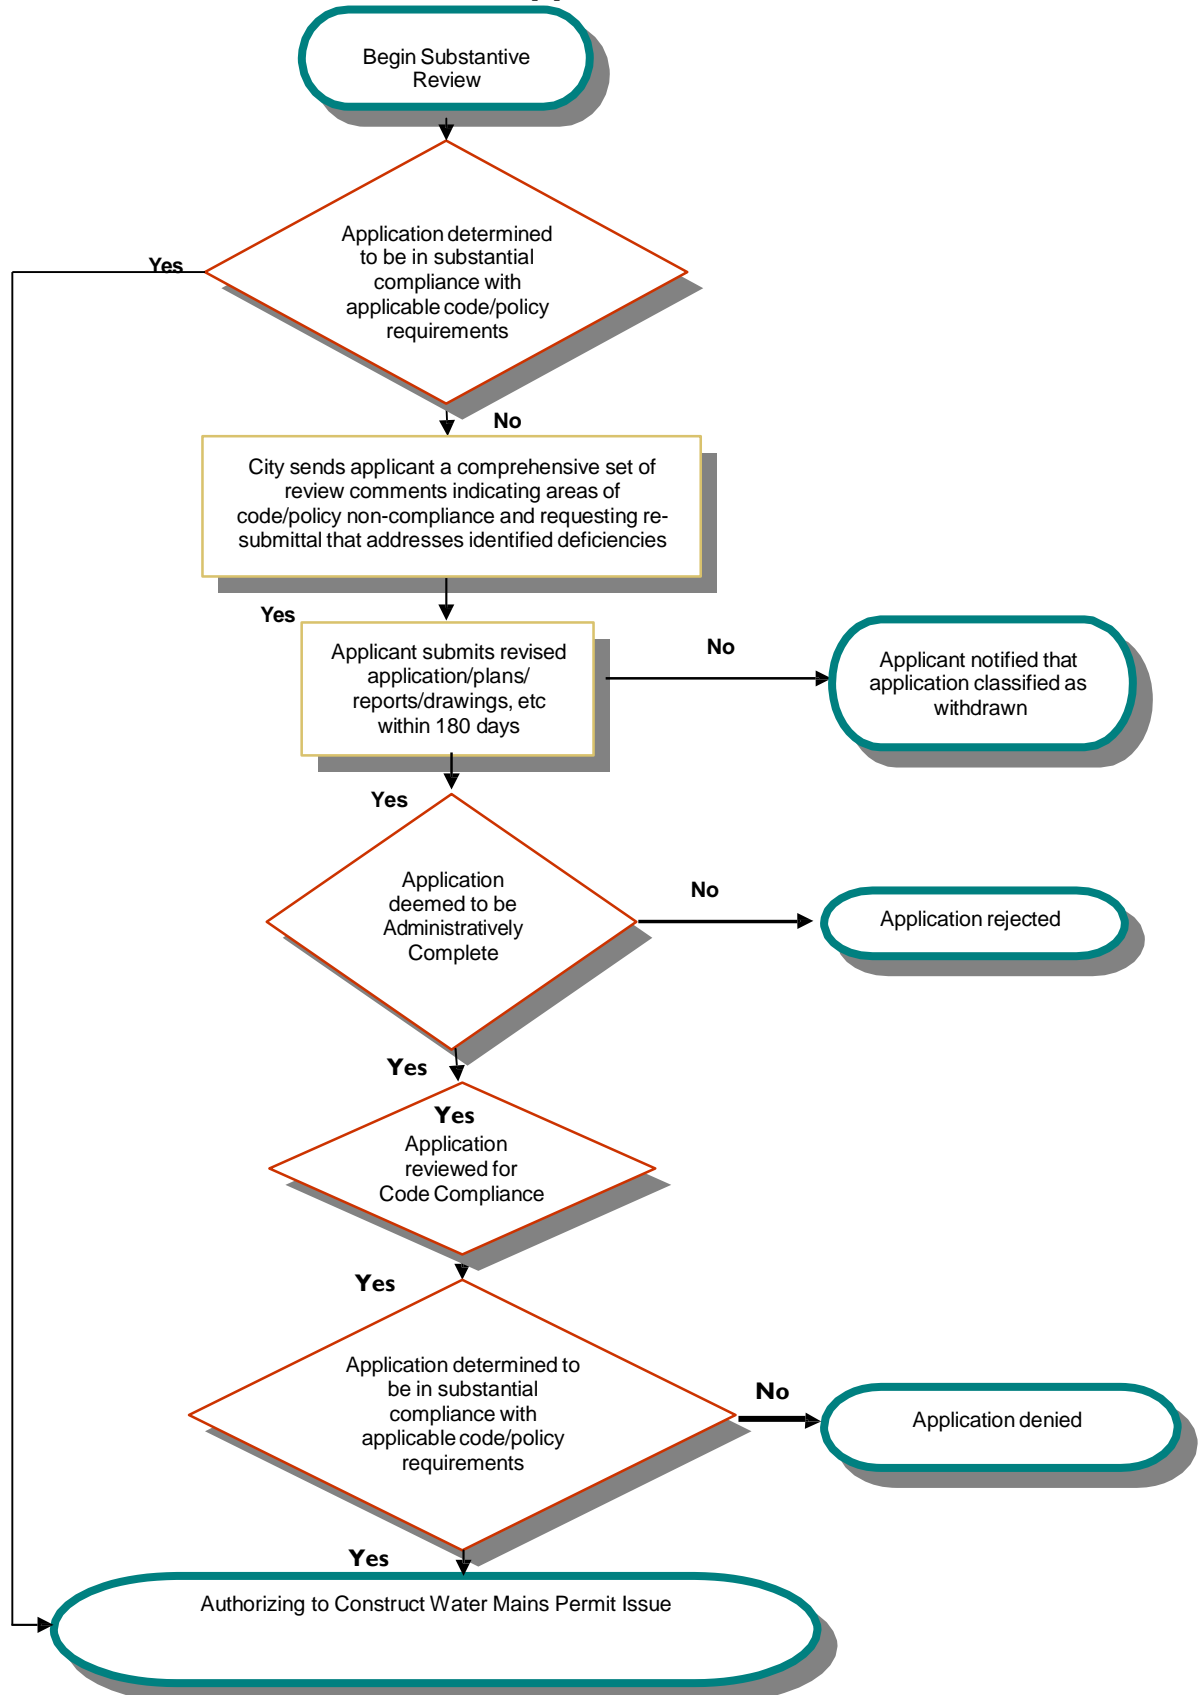 Begin Substantive
Review
Application determined
to be in substantial
compliance with
applicable code/policy
requirements
Yes
No
City sends applicant a comprehensive set of
review comments indicating areas of
code/policy non-compliance and requesting re-
submittal that addresses identified deficiencies
Yes
Applicant submits revised
application/plans/
reports/drawings, etc
within 180 days
No
Applicant notified that
application classified as
withdrawn
Yes
Application
deemed to be
Administratively
Complete
No
Application rejected
Yes
Yes
Application
reviewed for
Code Compliance
Yes
Application determined to
be in substantial
compliance with
applicable code/policy
requirements
No
Application denied
Yes
Authorizing to Construct Water Mains Permit Issue